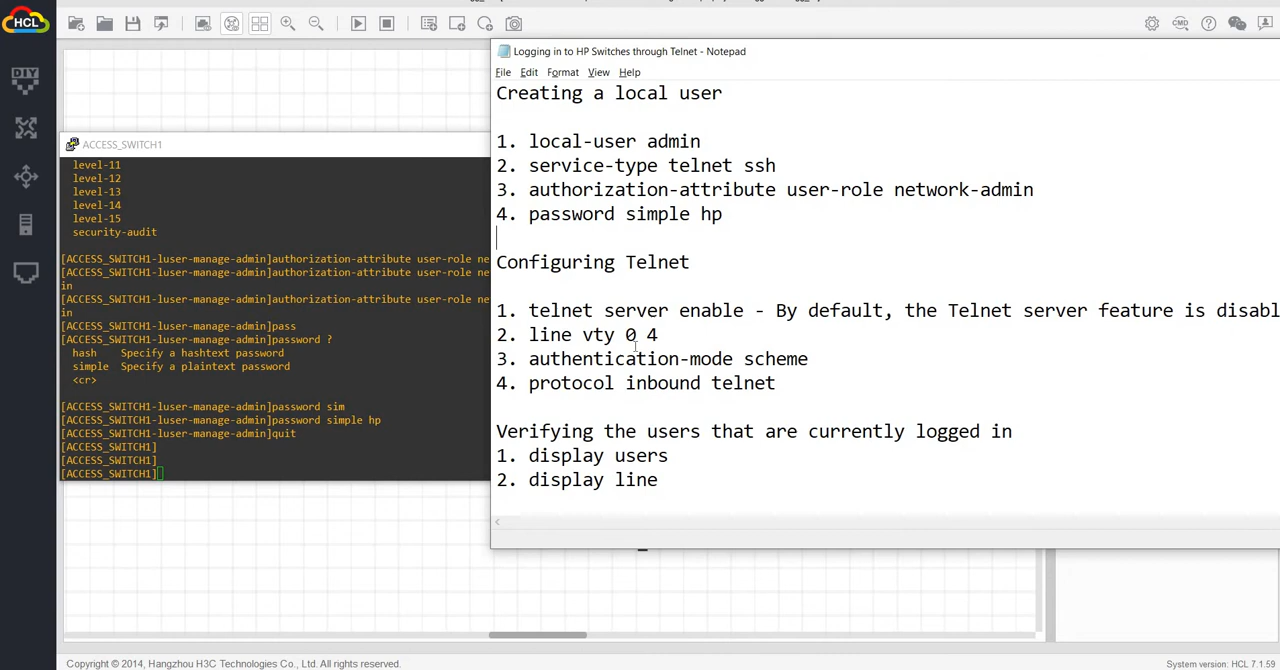 HCL
CMD
DIY
Logging in to HP Switches through Telnet - Notepad
File Edit Format View Help
Creating a local user
1. local-user admin
2. service-type telnet ssh
3. authorization-attribute user-role network-admin
4. password simple hp
Configuring Telnet
1. telnet server enable - By default, the Telnet server feature is disabl
2. line vty 0 4
3. authentication-mode scheme
4. protocol inbound telnet
Verifying the users that are currently logged in
1. display users
2. display line
ACCESS_SWITCH1
level-11
level-12
level-13
level-14
level-15
security-audit
[ACCESS_SWITCH1-luser-manage-admin]authorization-attribute user-role ne
[ACCESS_SWITCH1-luser-manage-admin]authorization-attribute user-role ne
in
[ACCESS_SWITCH1-luser-manage-admin]authorization-attribute user-role ne
in
[ACCESS_SWITCH1-luser-manage-admin]pass
[ACCESS_SWITCH1-luser-manage-admin]password ?
hash Specify a hashtext password
simple Specify a plaintext password
<cr>
[ACCESS_SWITCH1-luser-manage-admin]password sim
[ACCESS_SWITCH1-luser-manage-admin]password simple hp
[ACCESS_SWITCH1-luser-manage-admin]quit
[ACCESS_SWITCH1]
[ACCESS_SWITCH1]
[ACCESS_SWITCH1]
Copyright © 2014, Hangzhou H3C Technologies Co., Ltd. All rights reserved.
System version: HCL 7.1.59